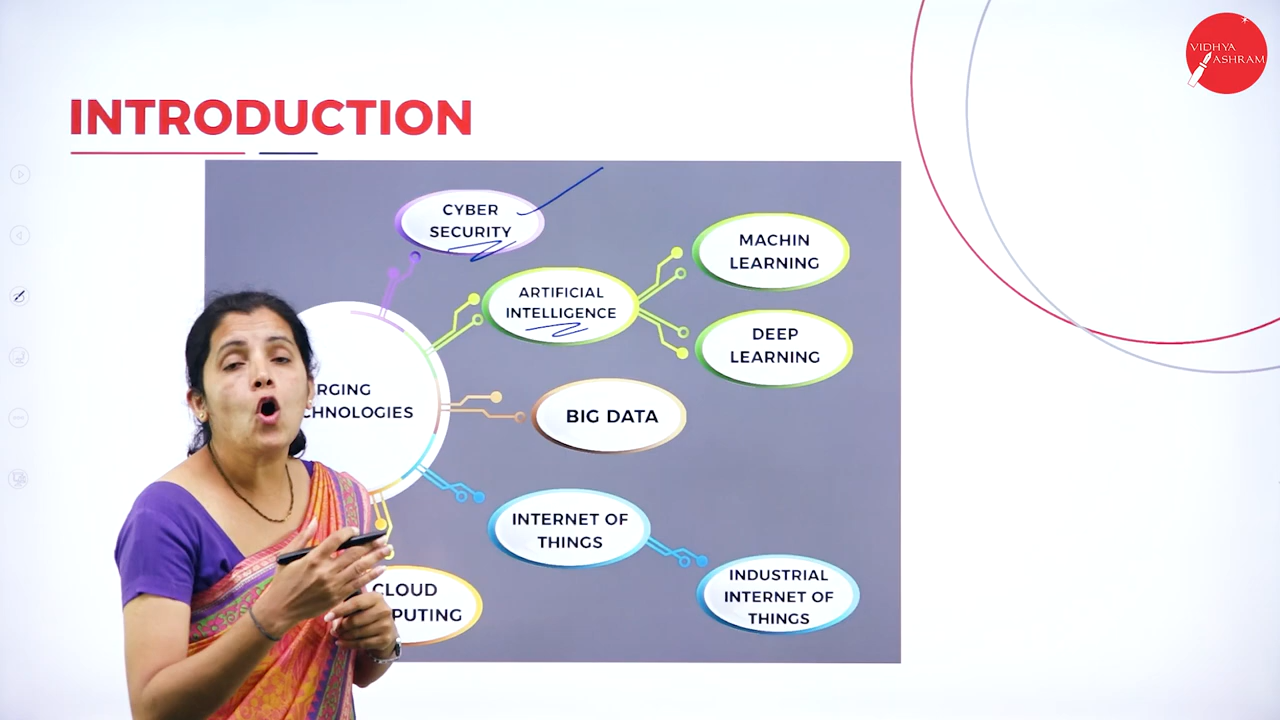 VIDHYA
ASHRAM
INTRODUCTION
CYBER
SECURITY
MACHIN
LEARNING
ARTIFICIAL
INTELLIGENCE
DEEP
LEARNING
BIG DATA
INTERNET OF
THINGS
INDUSTRIAL
INTERNET OF
THINGS
CLOUD